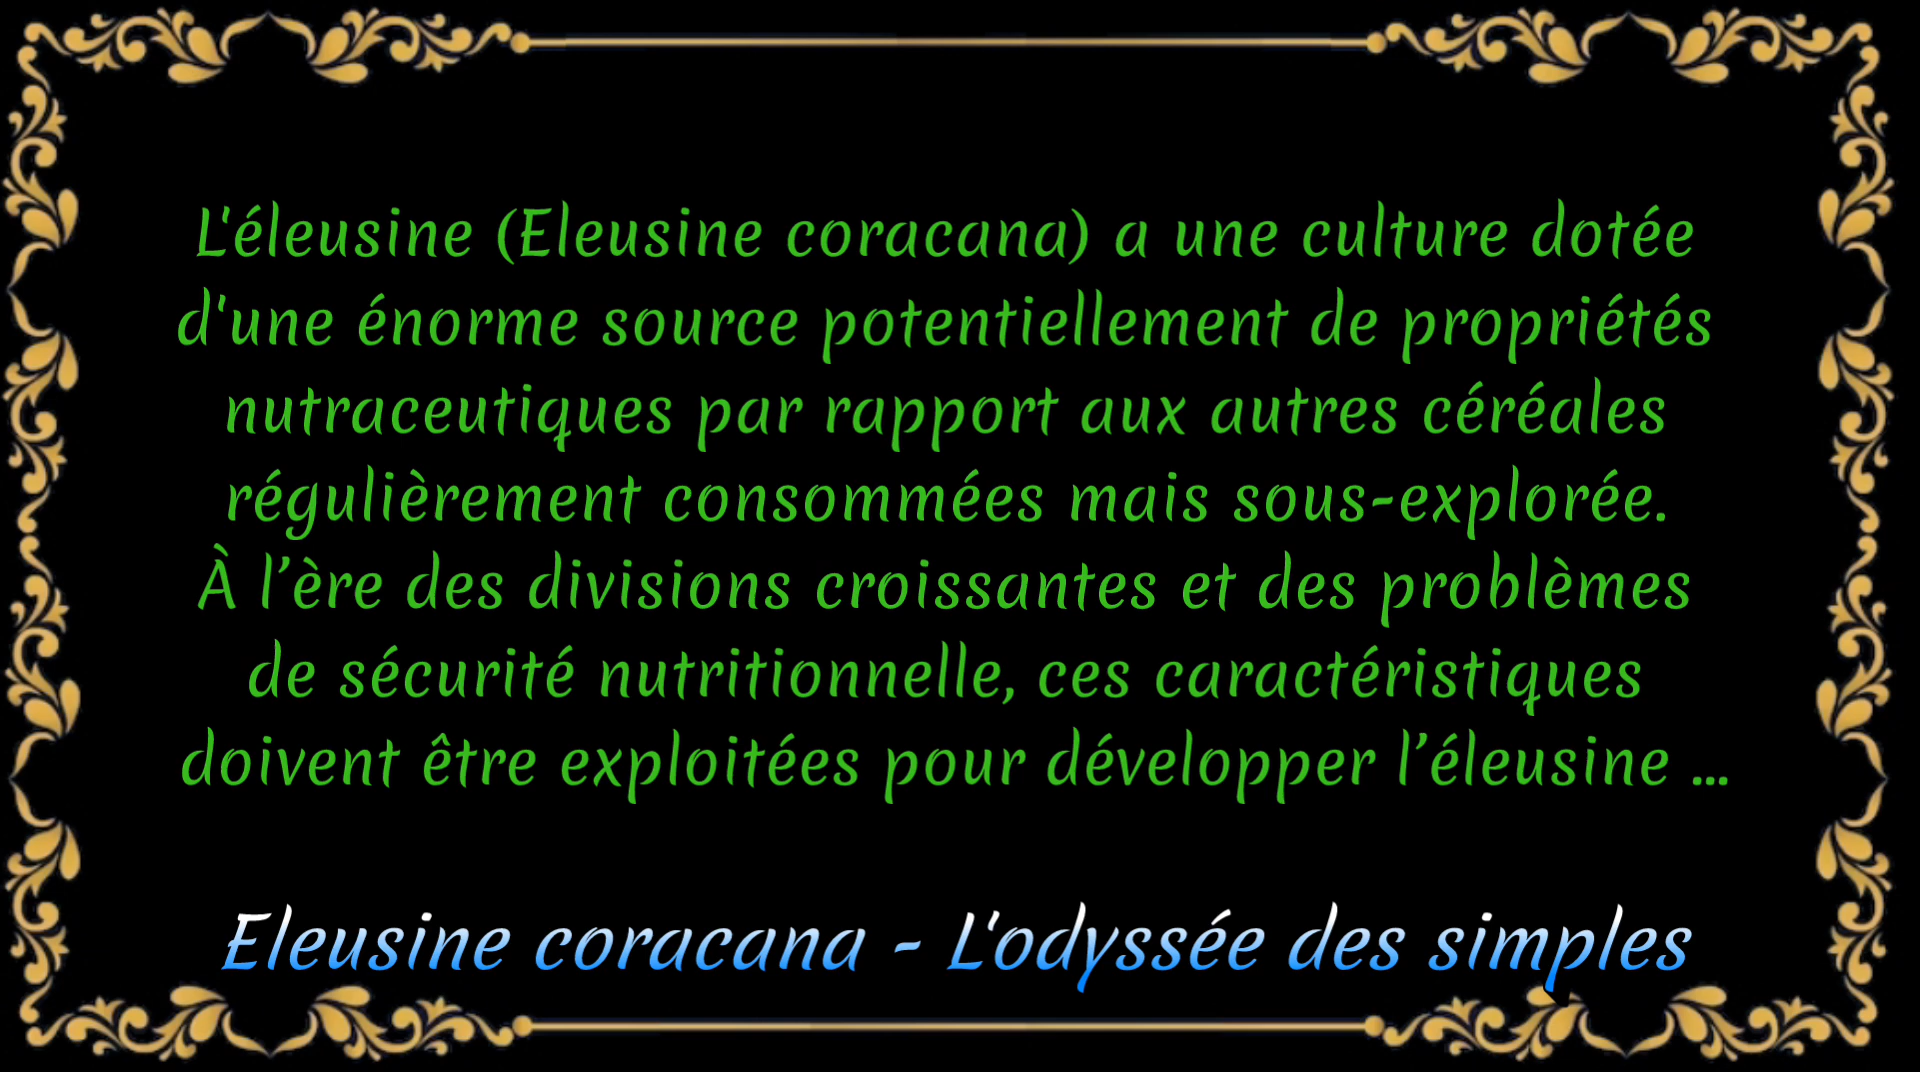 L'éleusine (Eleusine coracana) a une culture dotée
d'une énorme source potentiellement de propriétés
nutraceutiques par rapport aux autres céréales
régulièrement consommées mais sous-explorée.
À l’ère des divisions croissantes et des problèmes
de sécurité nutritionnelle, ces caractéristiques
doivent être exploitées pour développer l’éleusine ...
Eleusine coracana - L'odyssée des simples